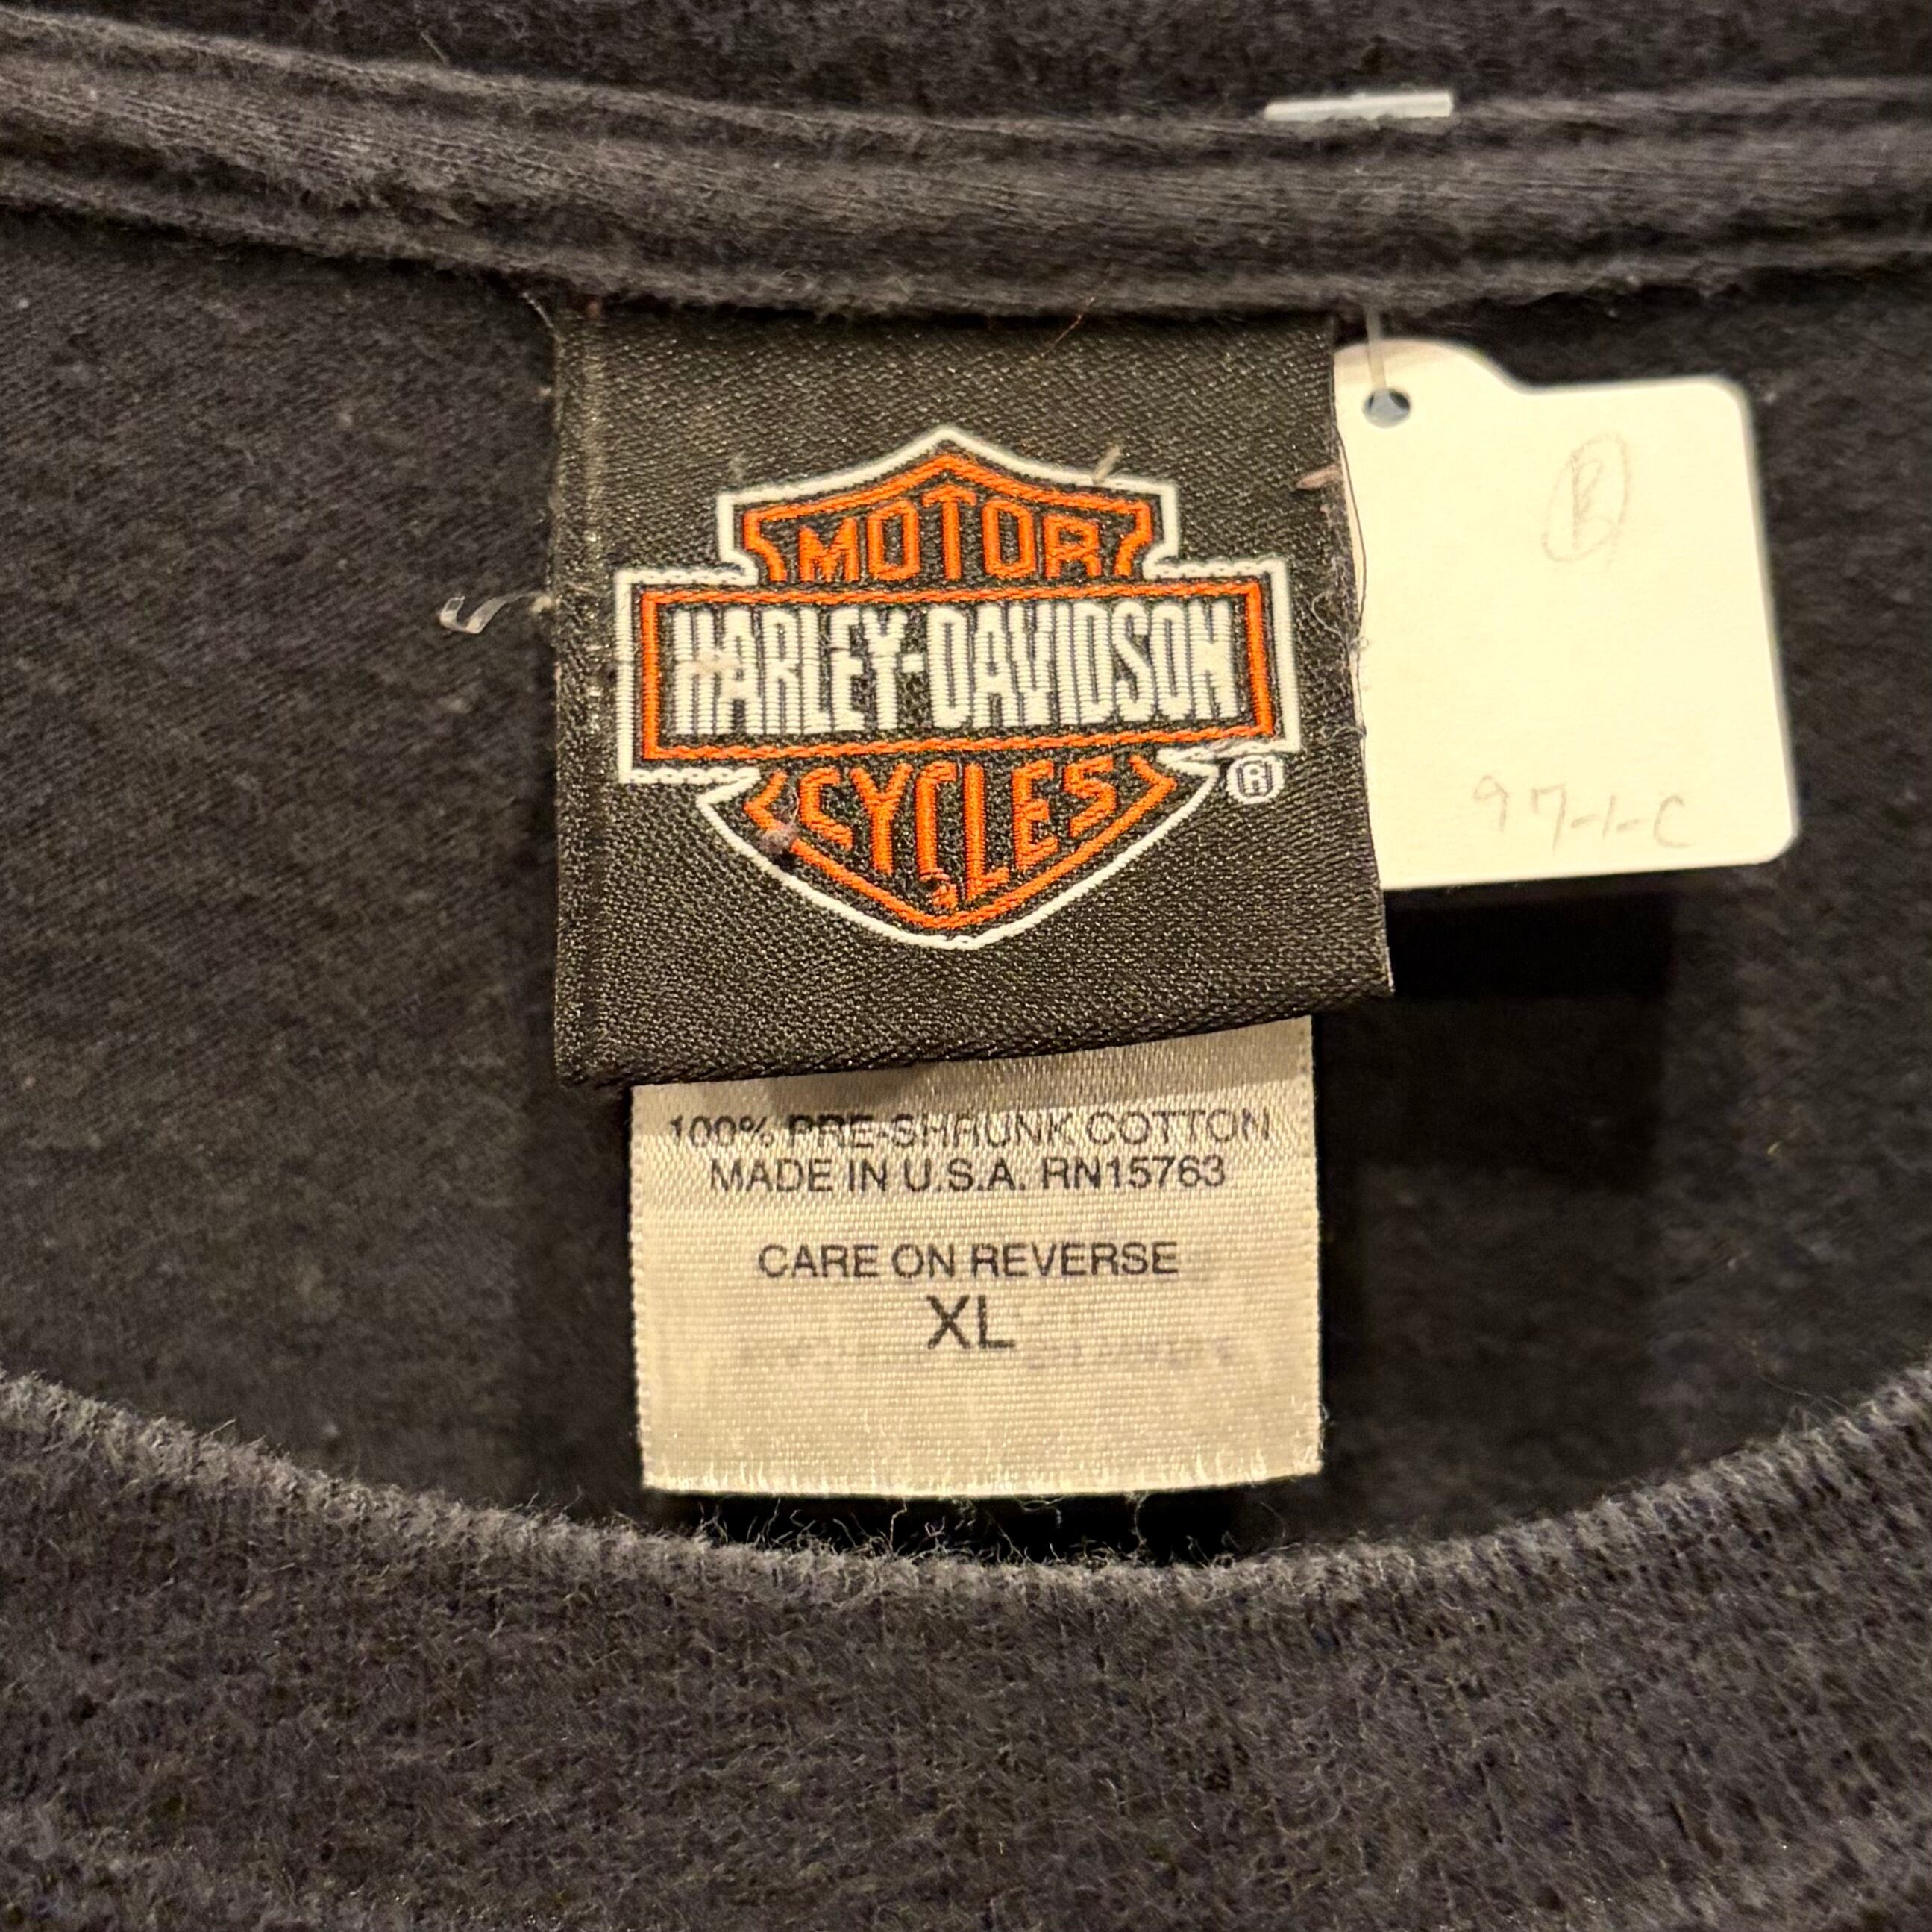 MOTOR
HARLEY-DAVIDSON
CYCLES
®
B
97-1-C
100% PRE-SHRUNK COTTON
MADE IN U.S.A. RN15763
CARE ON REVERSE
XL